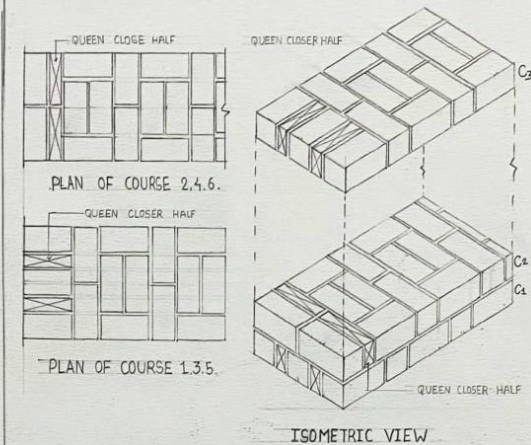 QUEEN CLOSE HALF
QUEEN CLOSER HALF
C3
PLAN OF COURSE 2,4,6.
QUEEN CLOSER HALF
C2
C1
PLAN OF COURSE 1.3.5.
QUEEN CLOSER HALF
ISOMETRIC VIEW